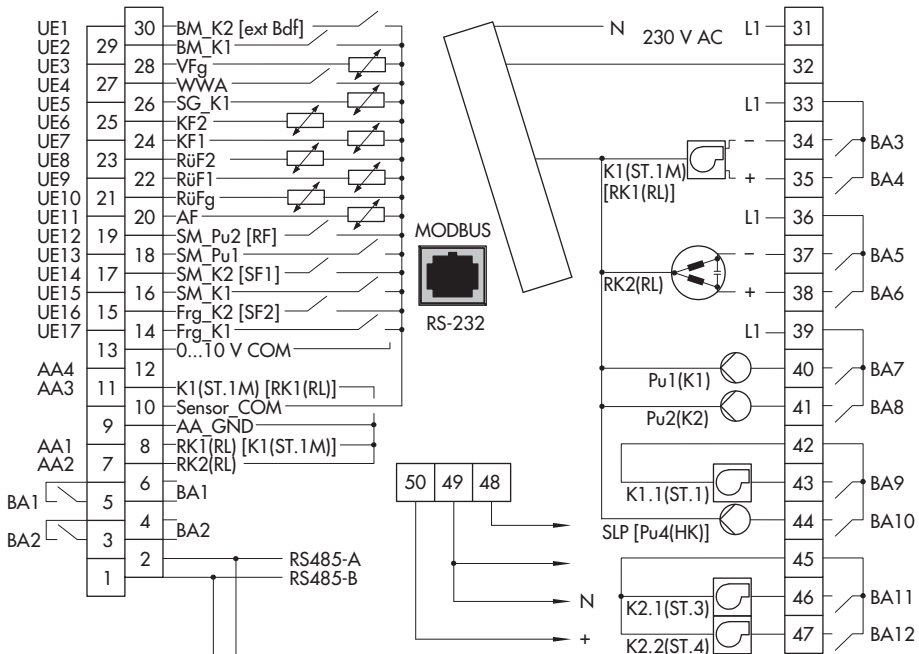 UE1 30 BM_K2 [ext Bdf] N 230 V AC L1 31
UE2 29 BM_K1
UE3 28 VFg 32
UE4 27 WWA
UE5 26 SG_K1 L1 33
UE6 25 KF2
UE7 24 KF1 − 34 BA3
UE8 23 RüF2 K1(ST.1M)
UE9 22 RüF1 [RK1(RL)] + 35 BA4
UE10 21 RüFg
UE11 20 AF L1 36
UE12 19 SM_Pu2 [RF] MODBUS
UE13 18 SM_Pu1 − 37 BA5
UE14 17 SM_K2 [SF1]
UE15 16 SM_K1 RK2(RL) + 38 BA6
UE16 15 Frg_K2 [SF2] RS-232
UE17 14 Frg_K1 L1 39
13 0...10 V COM
AA4 12 40 BA7
AA3 11 K1(ST.1M) [RK1(RL)] Pu1(K1)
10 Sensor_COM 41 BA8
9 AA_GND Pu2(K2)
AA1 8 RK1(RL) [K1(ST.1M)] 42
AA2 7 RK2(RL)
6 BA1 50 49 48 43 BA9
BA1 5 K1.1(ST.1)
4 BA2 44 BA10
BA2 3 SLP [Pu4(HK)]
2 RS485-A 45
1 RS485-B
N 46 BA11
K2.1(ST.3)
+ 47 BA12
K2.2(ST.4)